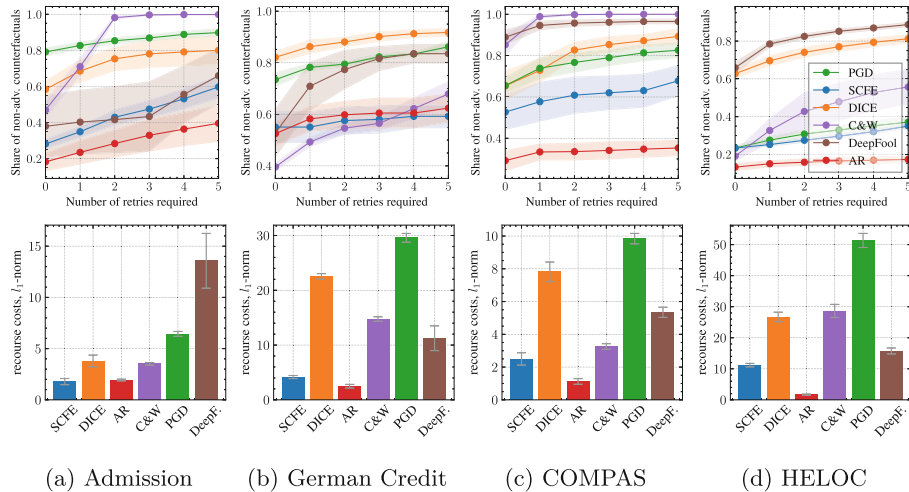 Share of non-adv. counterfactuals
1.0
0.8
0.6
0.4
0.2
0 1 2 3 4 5
Number of retries required
Share of non-adv. counterfactuals
1.0
0.8
0.6
0.4
0 1 2 3 4 5
Number of retries required
Share of non-adv. counterfactuals
1.0
0.8
0.6
0.4
0 1 2 3 4 5
Number of retries required
Share of non-adv. counterfactuals
1.0
0.8
0.6
0.4
0.2
0.0
0 1 2 3 4 5
Number of retries required
PGD
SCFE
DICE
C&W
DeepFool
AR
recourse costs, l₁-norm
15
10
5
0
SCFE DICE AR C&W PGD DeepF.
recourse costs, l₁-norm
30
20
10
0
SCFE DICE AR C&W PGD DeepF.
recourse costs, l₁-norm
10
8
6
4
2
0
SCFE DICE AR C&W PGD DeepF.
recourse costs, l₁-norm
50
40
30
20
10
0
SCFE DICE AR C&W PGD DeepF.
(a) Admission
(b) German Credit
(c) COMPAS
(d) HELOC